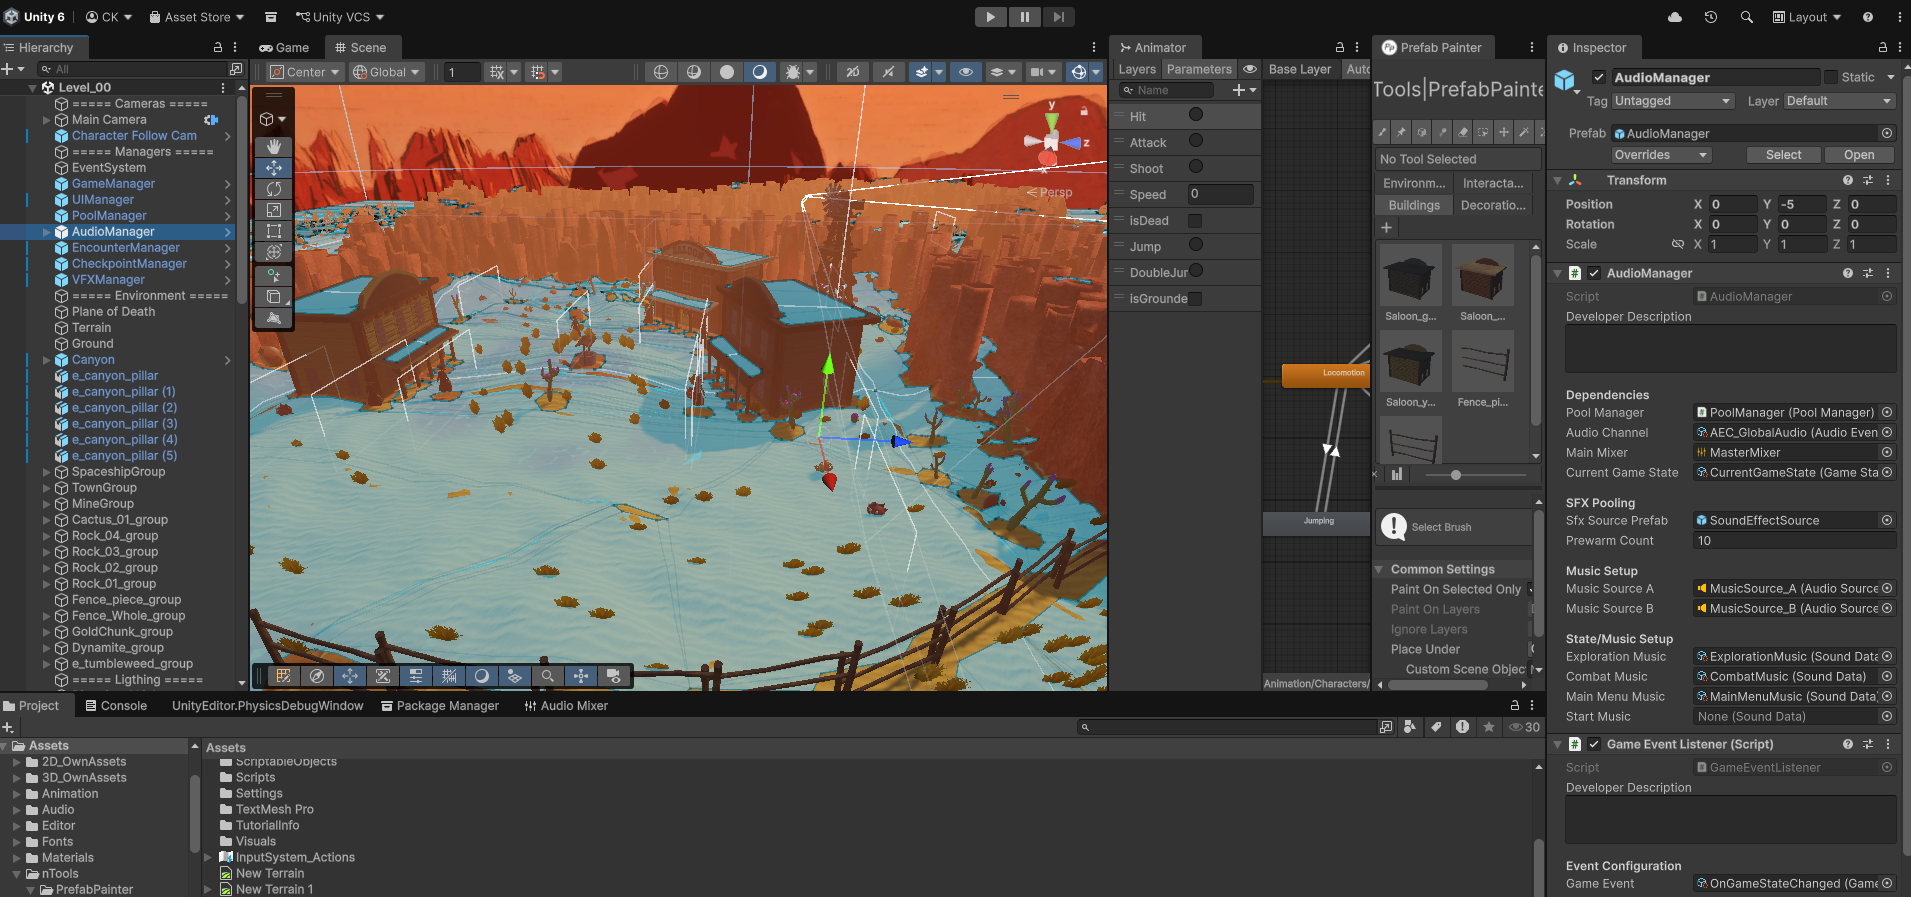 Unity 6
CK
Asset Store
Unity VCS
Layout
Hierarchy
All
Level_00
===== Cameras =====
Main Camera
Character Follow Cam
===== Managers =====
EventSystem
GameManager
UIManager
PoolManager
AudioManager
EncounterManager
CheckpointManager
VFXManager
===== Environment =====
Plane of Death
Terrain
Ground
Canyon
e_canyon_pillar
e_canyon_pillar (1)
e_canyon_pillar (2)
e_canyon_pillar (3)
e_canyon_pillar (4)
e_canyon_pillar (5)
SpaceshipGroup
TownGroup
MineGroup
Cactus_01_group
Rock_04_group
Rock_03_group
Rock_02_group
Rock_01_group
Fence_piece_group
Fence_Whole_group
GoldChunk_group
Dynamite_group
e_tumbleweed_group
===== Ligthing =====
Game
Scene
Center
Global
1
2D
y
z
x
Persp
Animator
Layers
Parameters
Base Layer
Auto
Name
Hit
Attack
Shoot
Speed
0
isDead
Jump
DoubleJur
isGrounde
Locomotion
Jumping
Animation/Characters/
Prefab Painter
Tools|PrefabPainte
No Tool Selected
Environm...
Interacta...
Buildings
Decoratio...
Saloon_g...
Saloon_...
Saloon_y...
Fence_pi...
Select Brush
Common Settings
Paint On Selected Only
Paint On Layers
Ignore Layers
Place Under
Custom Scene Objec
Inspector
AudioManager
Static
Tag
Untagged
Layer
Default
Prefab
AudioManager
Overrides
Select
Open
Transform
Position X 0 Y -5 Z 0
Rotation X 0 Y 0 Z 0
Scale X 1 Y 1 Z 1
AudioManager
Script
AudioManager
Developer Description
Dependencies
Pool Manager
PoolManager (Pool Manager)
Audio Channel
AEC_GlobalAudio (Audio Even
Main Mixer
MasterMixer
Current Game State
CurrentGameState (Game Sta
SFX Pooling
Sfx Source Prefab
SoundEffectSource
Prewarm Count
10
Music Setup
Music Source A
MusicSource_A (Audio Source
Music Source B
MusicSource_B (Audio Source
State/Music Setup
Exploration Music
ExplorationMusic (Sound Data
Combat Music
CombatMusic (Sound Data)
Main Menu Music
MainMenuMusic (Sound Data)
Start Music
None (Sound Data)
Game Event Listener (Script)
Script
GameEventListener
Developer Description
Event Configuration
Game Event
OnGameStateChanged (Game
Project
Console
UnityEditor.PhysicsDebugWindow
Package Manager
Audio Mixer
30
Assets
2D_OwnAssets
3D_OwnAssets
Animation
Audio
Editor
Fonts
Materials
nTools
PrefabPainter
Assets
ScriptableObjects
Scripts
Settings
TextMesh Pro
TutorialInfo
Visuals
InputSystem_Actions
New Terrain
New Terrain 1